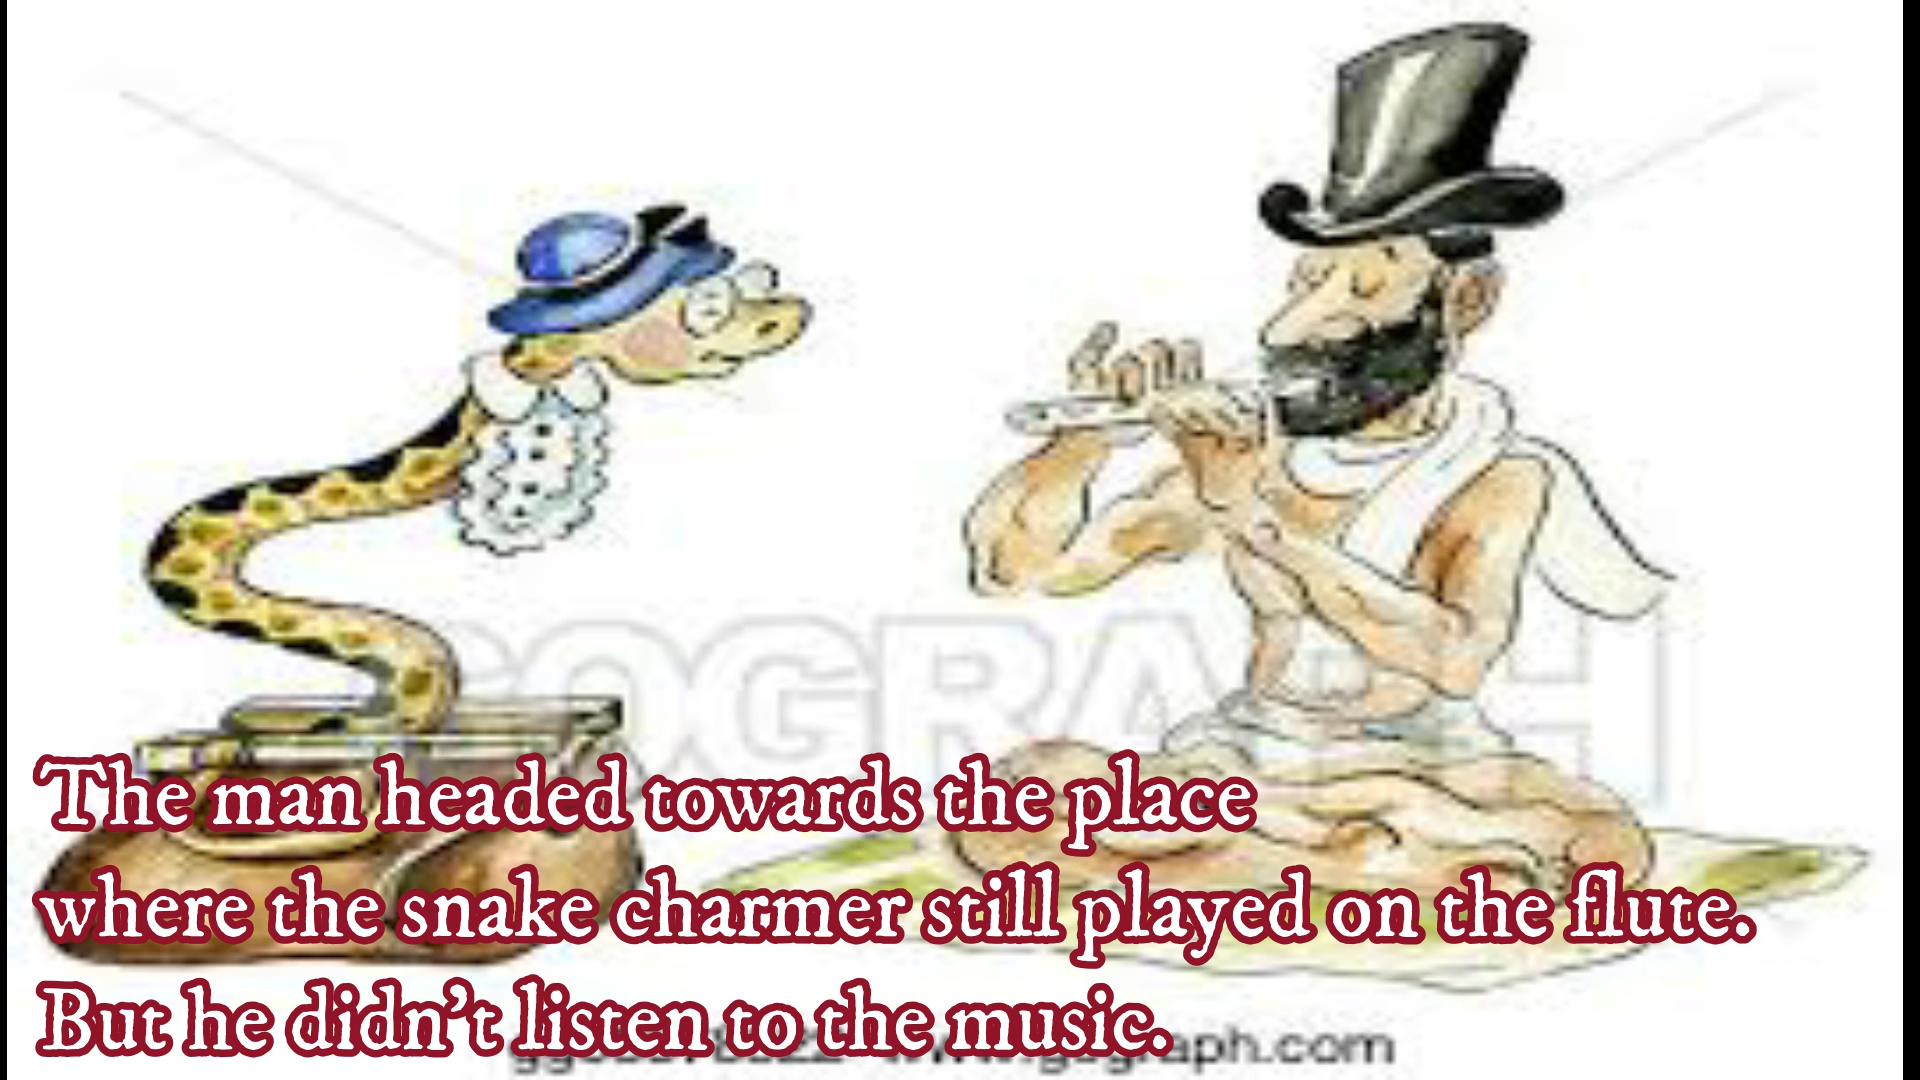 GOGRAPH
The man headed towards the place
where the snake charmer still played on the flute.
But he didn't listen to the music.